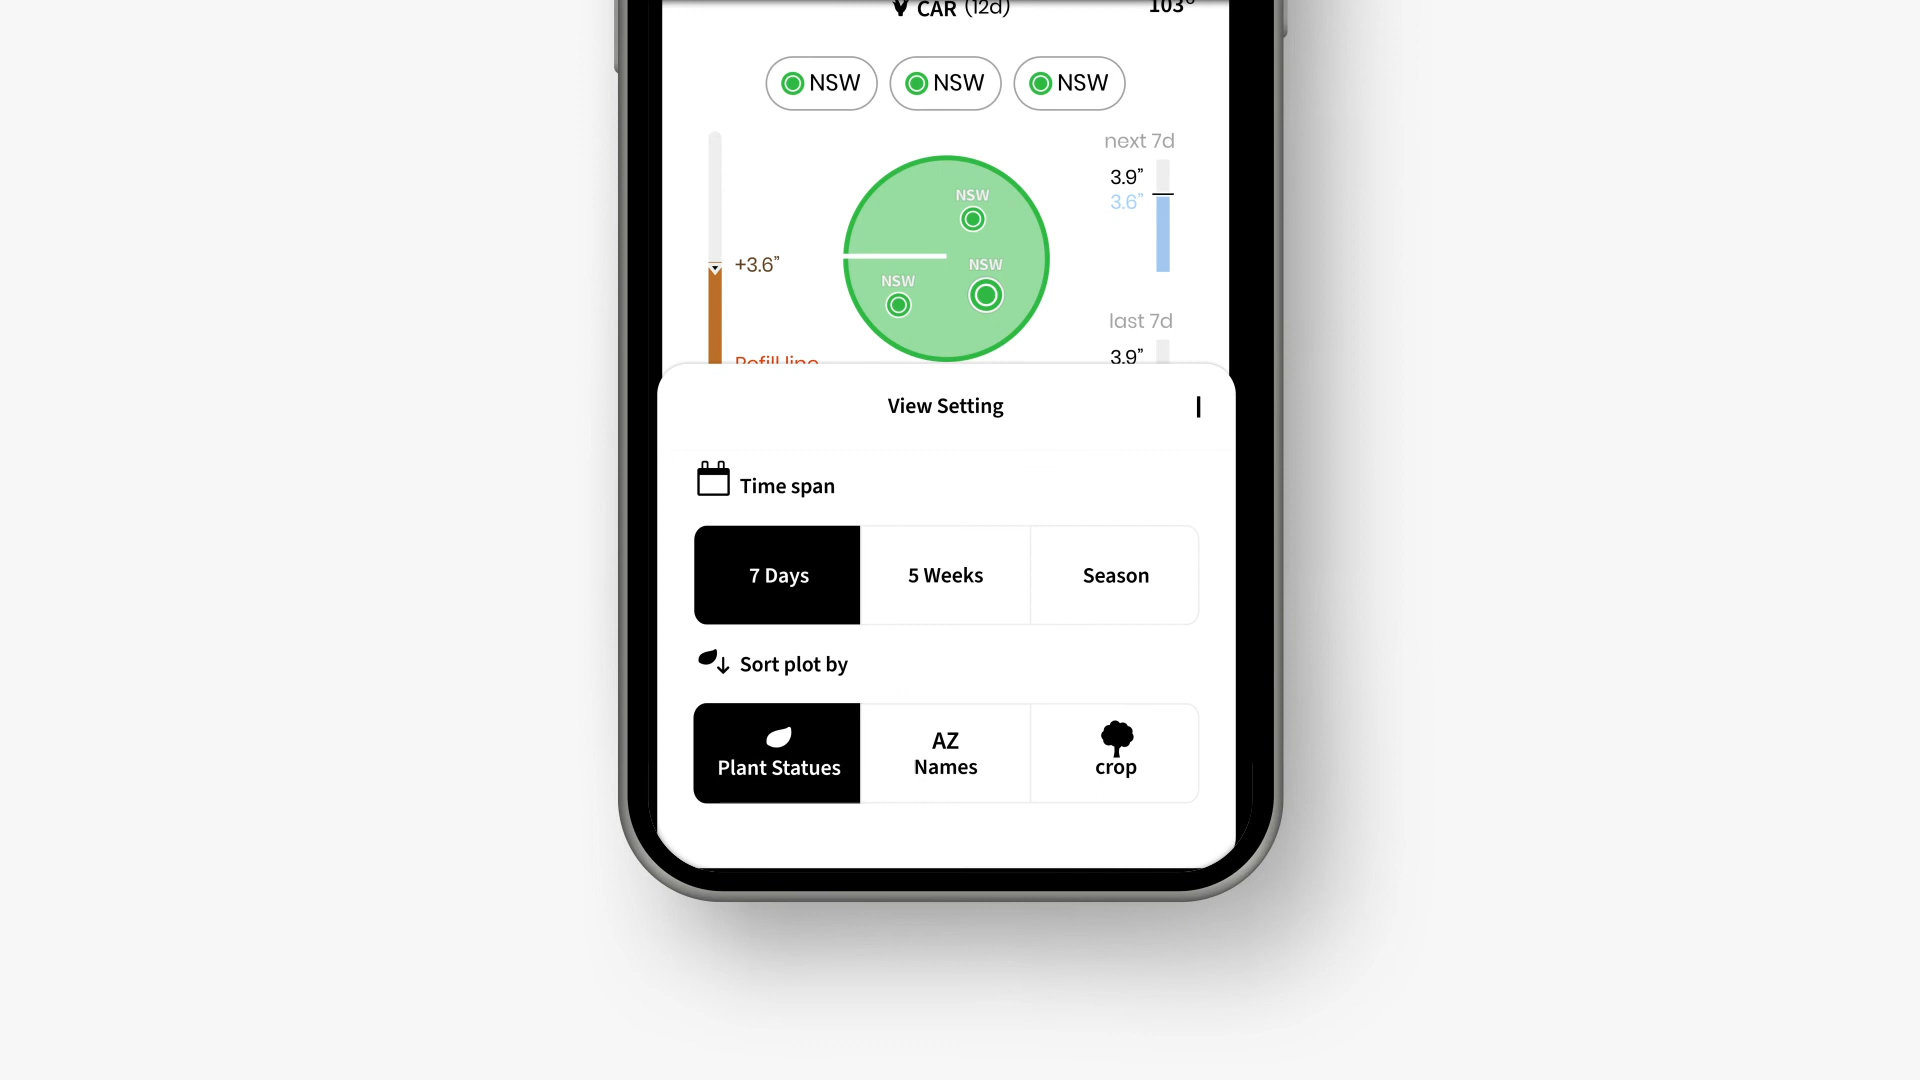 CAR (12d)
103°
NSW NSW NSW
next 7d
3.9”
3.6”
NSW
+3.6”
NSW
NSW
last 7d
Refill line
3.9”
View Setting
Time span
7 Days
5 Weeks
Season
Sort plot by
Plant Statues
AZ
Names
crop